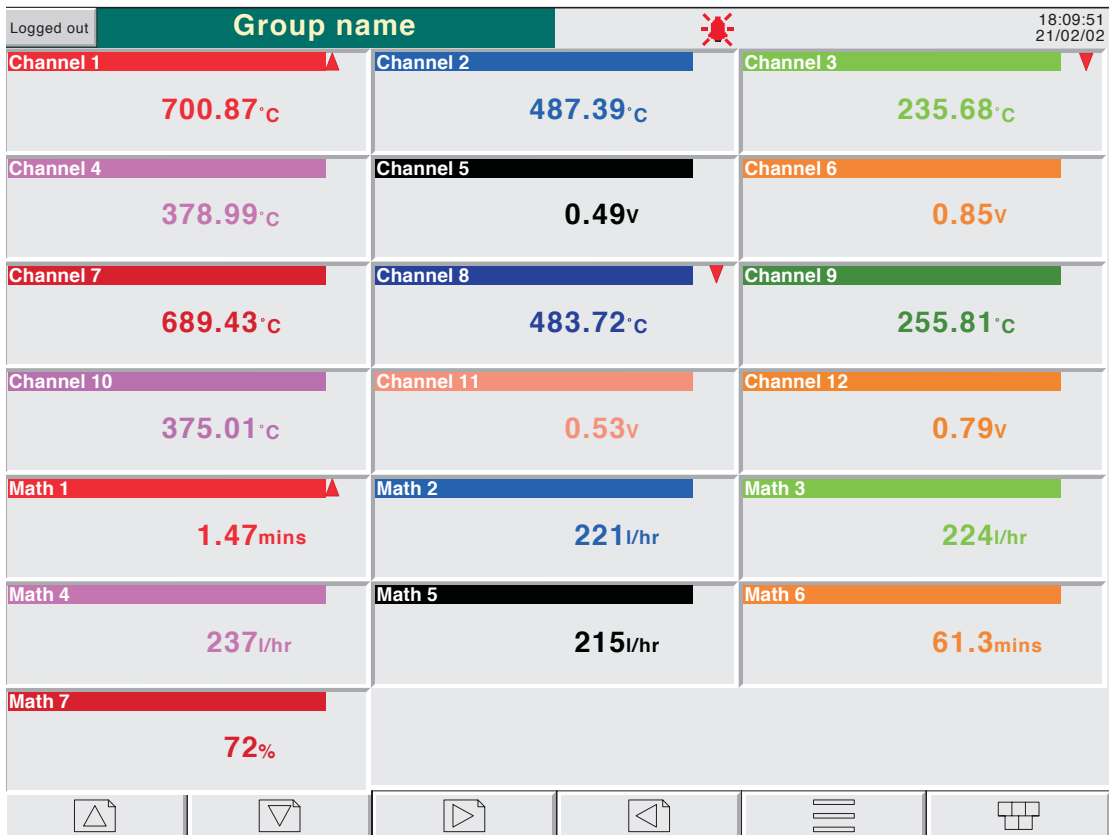 Logged out
Group name
18:09:51
21/02/02
Channel 1
700.87°C
Channel 2
487.39°C
Channel 3
235.68°C
Channel 4
378.99°C
Channel 5
0.49V
Channel 6
0.85V
Channel 7
689.43°C
Channel 8
483.72°C
Channel 9
255.81°C
Channel 10
375.01°C
Channel 11
0.53V
Channel 12
0.79V
Math 1
1.47mins
Math 2
221l/hr
Math 3
224l/hr
Math 4
237l/hr
Math 5
215l/hr
Math 6
61.3mins
Math 7
72%